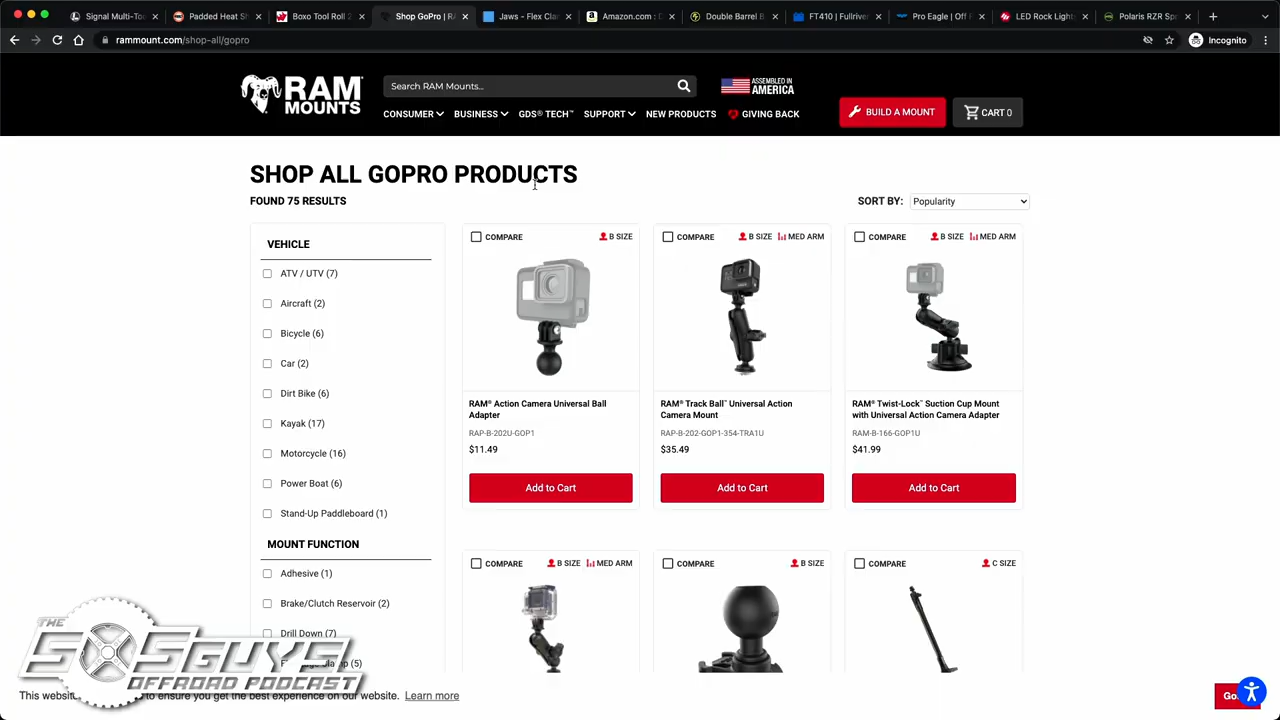 Signal Multi-Too
Padded Heat Sh
Boxo Tool Roll 2
Shop GoPro | RA
Jaws - Flex Clam
Amazon.com : D
Double Barrel B
FT410 | Fullriver
Pro Eagle | Off R
LED Rock Lights
Polaris RZR Spe
rammount.com/shop-all/gopro
Incognito
RAM MOUNTS
Search RAM Mounts...
ASSEMBLED IN AMERICA
CONSUMER
BUSINESS
GDS® TECH™
SUPPORT
NEW PRODUCTS
GIVING BACK
BUILD A MOUNT
CART 0
SHOP ALL GOPRO PRODUCTS
FOUND 75 RESULTS
SORT BY: Popularity
VEHICLE
ATV / UTV (7)
Aircraft (2)
Bicycle (6)
Car (2)
Dirt Bike (6)
Kayak (17)
Motorcycle (16)
Power Boat (6)
Stand-Up Paddleboard (1)
MOUNT FUNCTION
Adhesive (1)
Brake/Clutch Reservoir (2)
Drill Down (7)
COMPARE B SIZE
RAM® Action Camera Universal Ball
Adapter
RAP-B-202U-GOP1
$11.49
Add to Cart
COMPARE B SIZE MED ARM
RAM® Track Ball™ Universal Action
Camera Mount
RAP-B-202-GOP1-354-TRA1U
$35.49
Add to Cart
COMPARE B SIZE MED ARM
RAM® Twist-Lock™ Suction Cup Mount
with Universal Action Camera Adapter
RAM-B-166-GOP1U
$41.99
Add to Cart
COMPARE B SIZE MED ARM
COMPARE B SIZE
COMPARE C SIZE
THE
SXSGUYS
OFFROAD PODCAST
This website to ensure you get the best experience on our website. Learn more